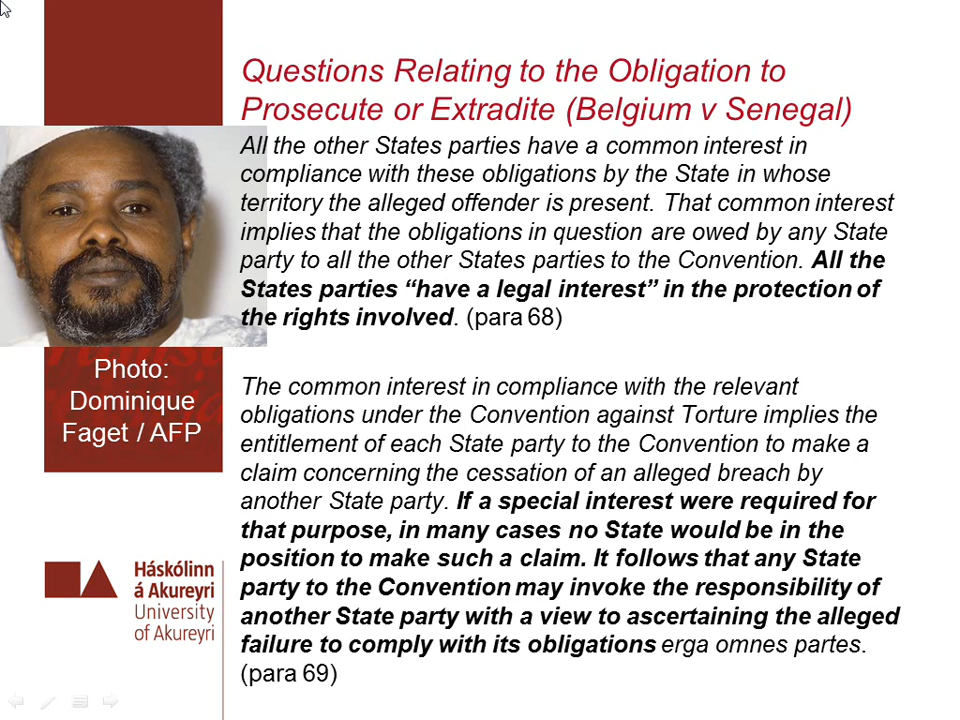 Questions Relating to the Obligation to
Prosecute or Extradite (Belgium v Senegal)
All the other States parties have a common interest in
compliance with these obligations by the State in whose
territory the alleged offender is present. That common interest
implies that the obligations in question are owed by any State
party to all the other States parties to the Convention. All the
States parties “have a legal interest” in the protection of
the rights involved. (para 68)
The common interest in compliance with the relevant
obligations under the Convention against Torture implies the
entitlement of each State party to the Convention to make a
claim concerning the cessation of an alleged breach by
another State party. If a special interest were required for
that purpose, in many cases no State would be in the
position to make such a claim. It follows that any State
party to the Convention may invoke the responsibility of
another State party with a view to ascertaining the alleged
failure to comply with its obligations erga omnes partes.
(para 69)
Photo:
Dominique
Faget / AFP
Háskólinn
á Akureyri
University
of Akureyri